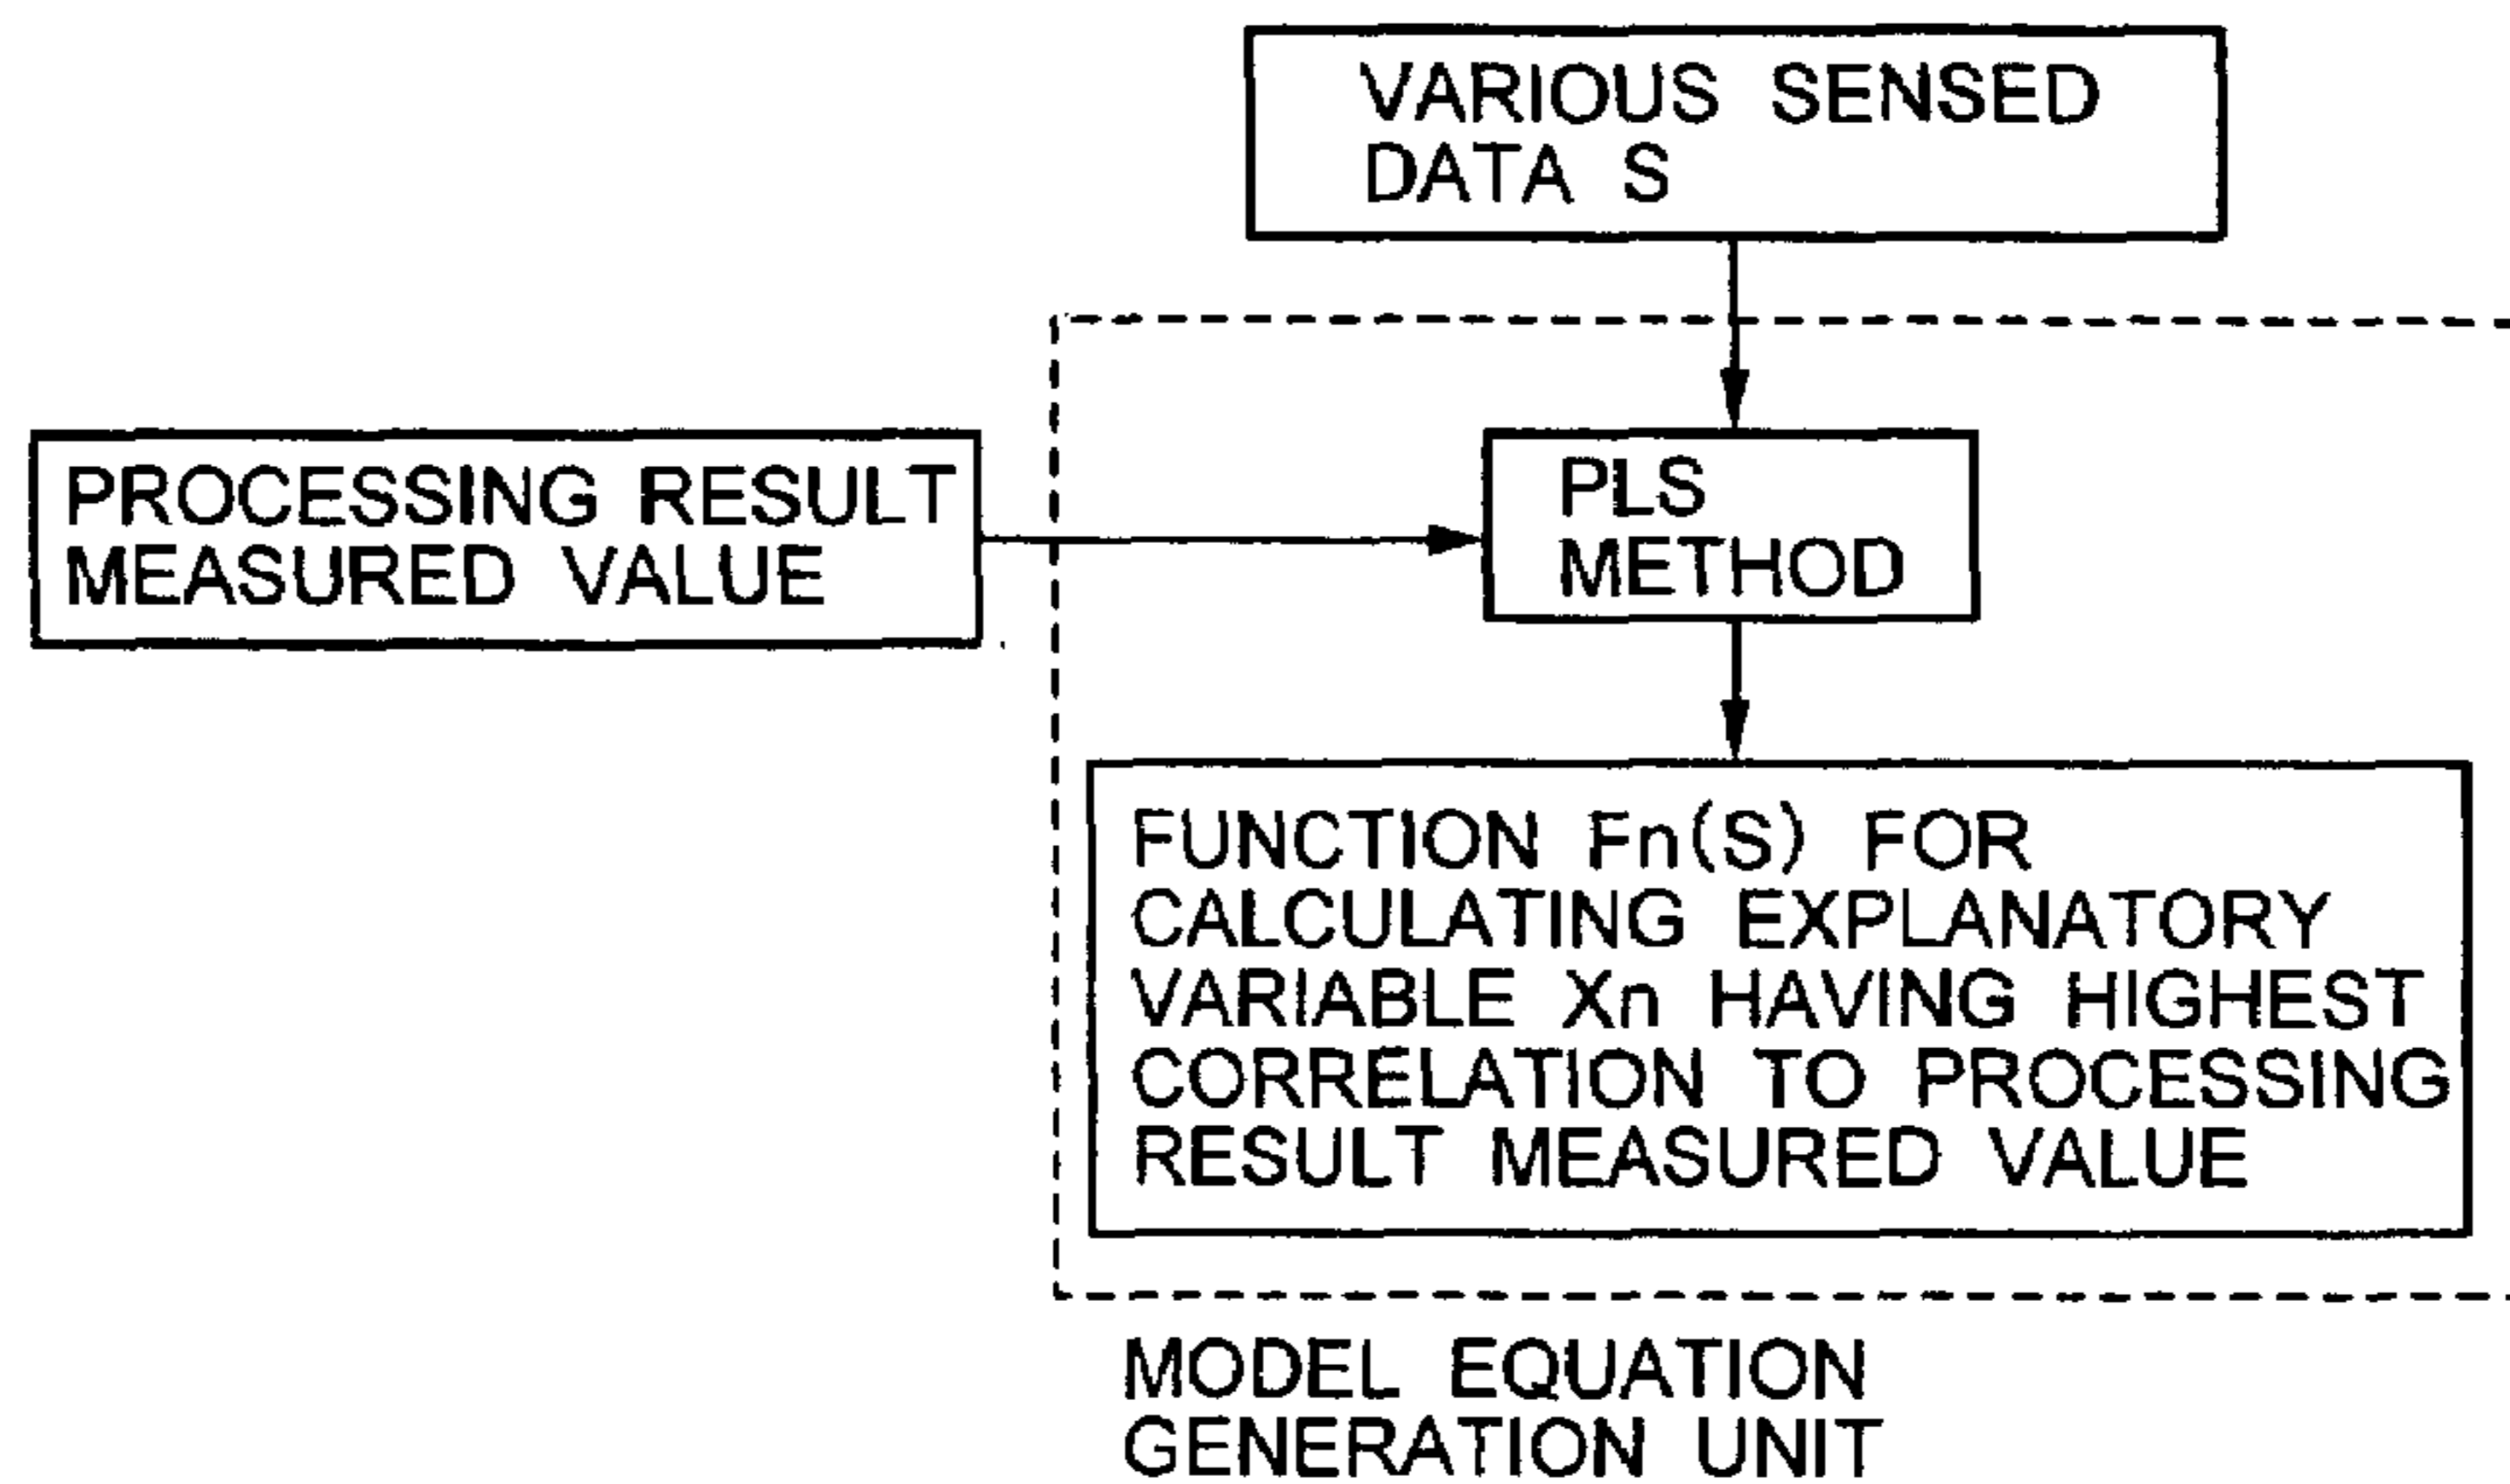 VARIOUS SENSED
DATA S
PROCESSING RESULT
MEASURED VALUE
PLS
METHOD
FUNCTION Fn(S) FOR
CALCULATING EXPLANATORY
VARIABLE Xn HAVING HIGHEST
CORRELATION TO PROCESSING
RESULT MEASURED VALUE
MODEL EQUATION
GENERATION UNIT